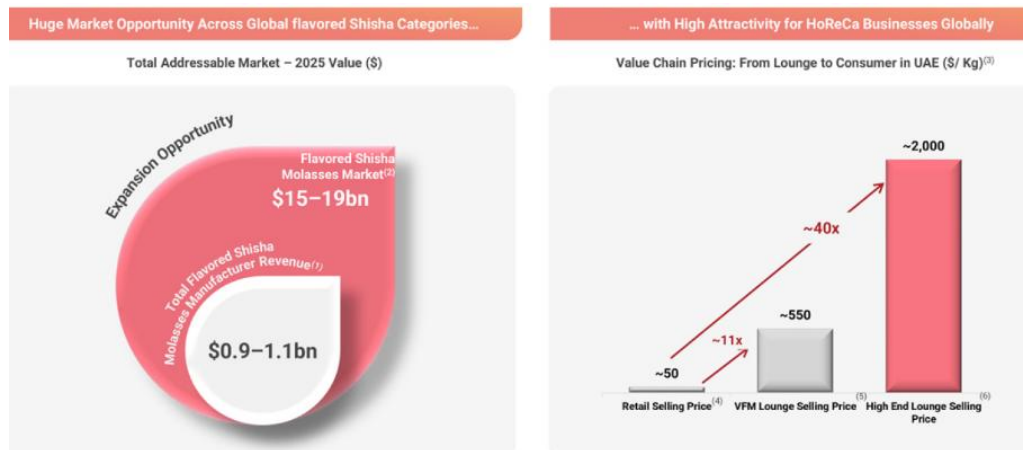 Huge Market Opportunity Across Global flavored Shisha Categories...
Total Addressable Market – 2025 Value ($)
Expansion Opportunity
Flavored Shisha
Molasses Market(2)
$15–19bn
Total Flavored Shisha
Molasses Manufacturer Revenue(1)
$0.9–1.1bn
... with High Attractivity for HoReCa Businesses Globally
Value Chain Pricing: From Lounge to Consumer in UAE ($/ Kg)(3)
~2,000
~40x
~550
~11x
~50
Retail Selling Price(4)
VFM Lounge Selling Price(5)
High End Lounge Selling(6)
Price